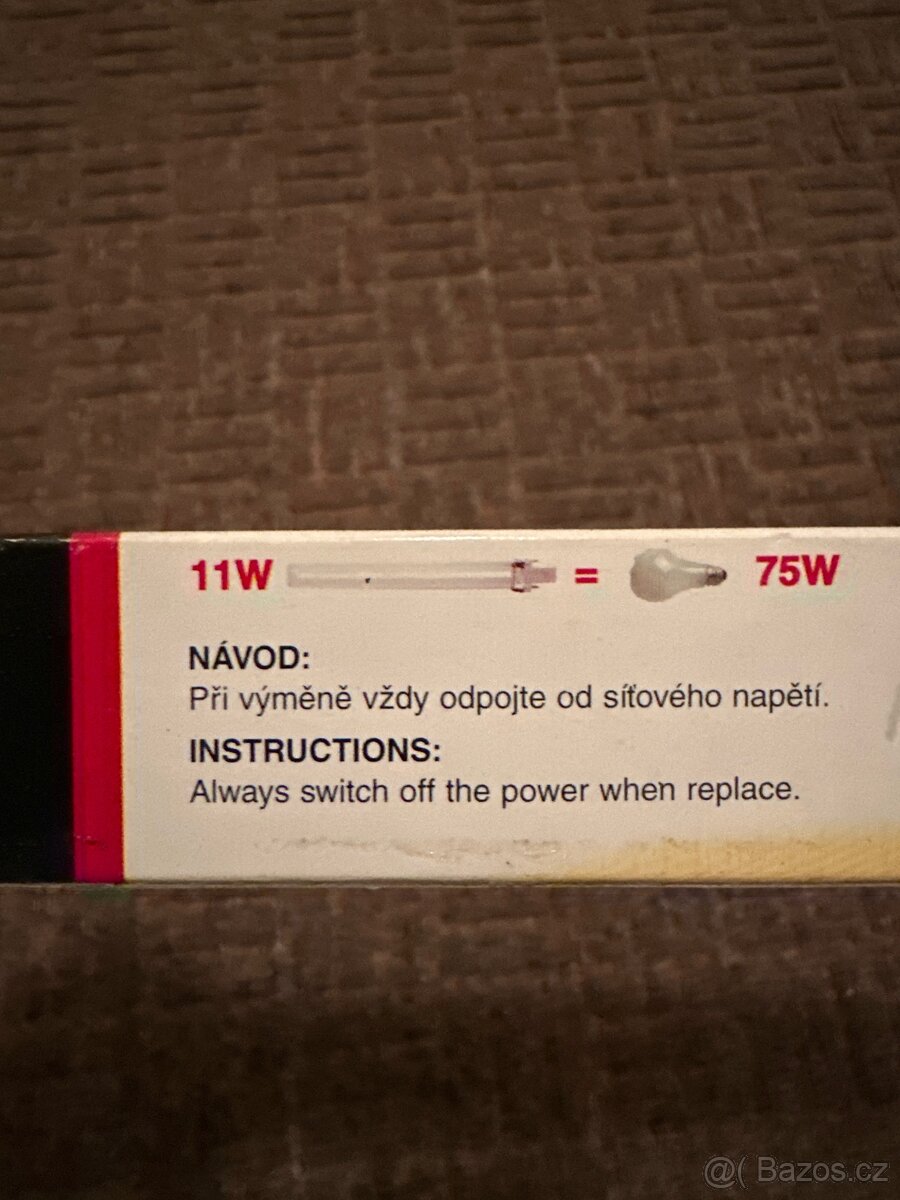 11W = 75W
NÁVOD:
Při výměně vždy odpojte od síťového napětí.
INSTRUCTIONS:
Always switch off the power when replace.
@( Bazos.cz